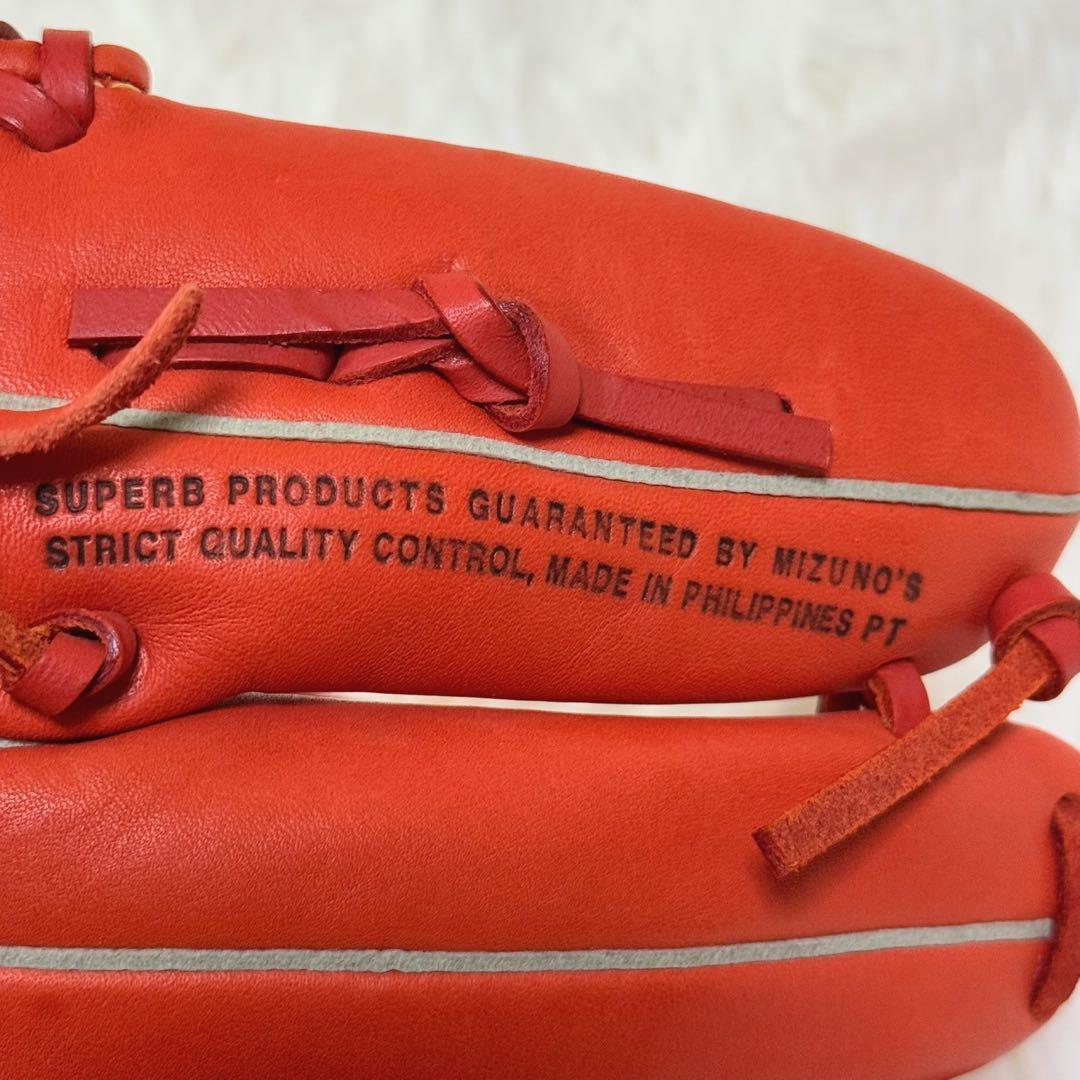 SUPERB PRODUCTS GUARANTEED BY MIZUNO'S
STRICT QUALITY CONTROL, MADE IN PHILIPPINES PT